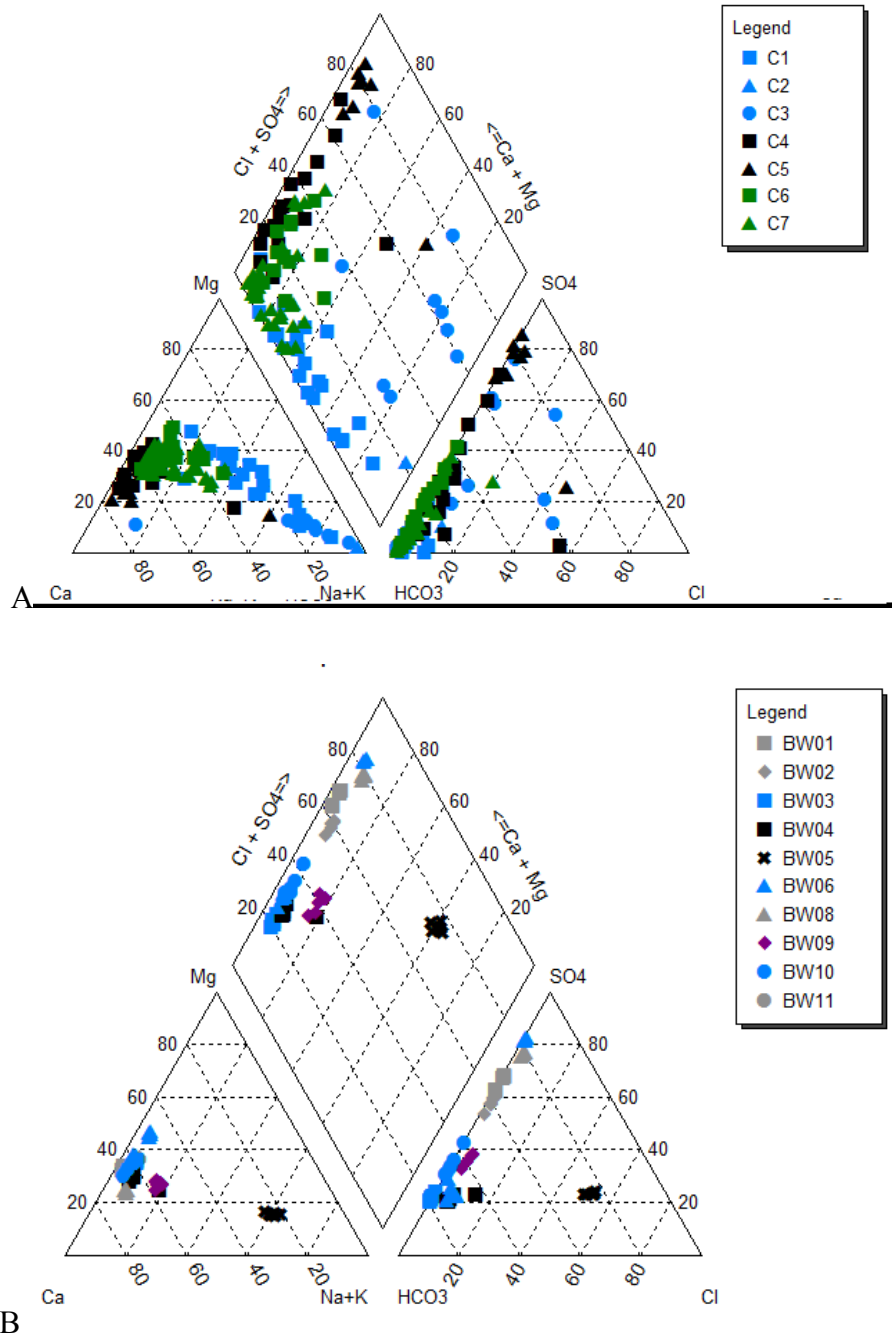 Legend
C1
C2
C3
C4
C5
C6
C7
80 80
60 60
40 40
20 20
Cl + SO4=>
<=Ca + Mg
Mg SO4
80 80
60 60
40 40
20 20
80 60 40 20 20 40 60 80
A Ca Na+K HCO3 Cl
Legend
BW01
BW02
BW03
BW04
BW05
BW06
BW08
BW09
BW10
BW11
80 80
60 60
40 40
20 20
Cl + SO4=>
<=Ca + Mg
Mg SO4
80 80
60 60
40 40
20 20
80 60 40 20 20 40 60 80
Ca Na+K HCO3 Cl
B